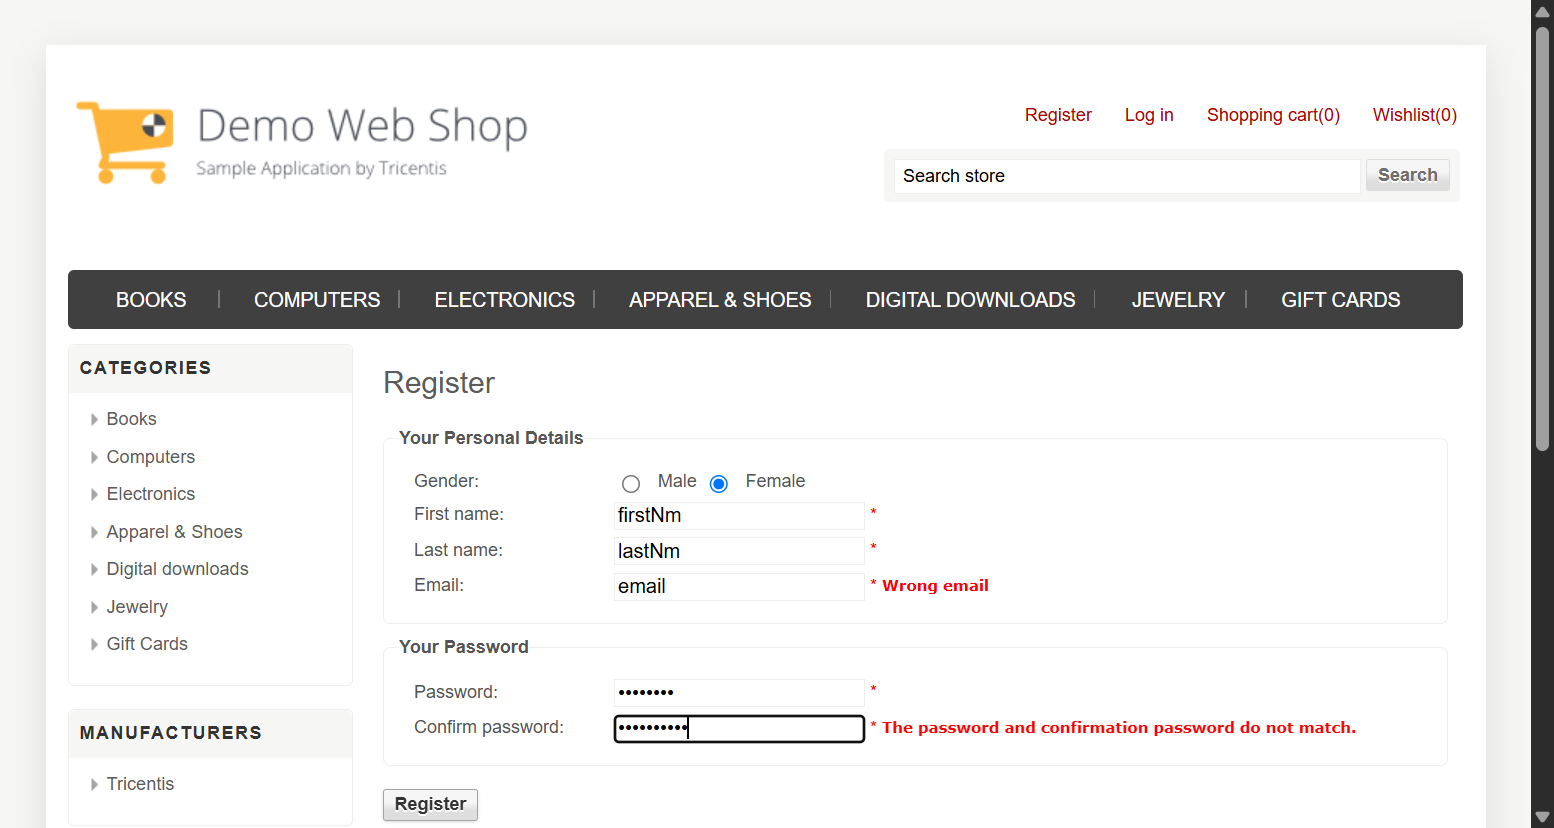 Demo Web Shop
Sample Application by Tricentis
Register Log in Shopping cart(0) Wishlist(0)
Search store Search
BOOKS COMPUTERS ELECTRONICS APPAREL & SHOES DIGITAL DOWNLOADS JEWELRY GIFT CARDS
CATEGORIES
Books
Computers
Electronics
Apparel & Shoes
Digital downloads
Jewelry
Gift Cards
MANUFACTURERS
Tricentis
Register
Your Personal Details
Gender: Male Female
First name: firstNm *
Last name: lastNm *
Email: email * Wrong email
Your Password
Password: •••••••• *
Confirm password: •••••••••• * The password and confirmation password do not match.
Register